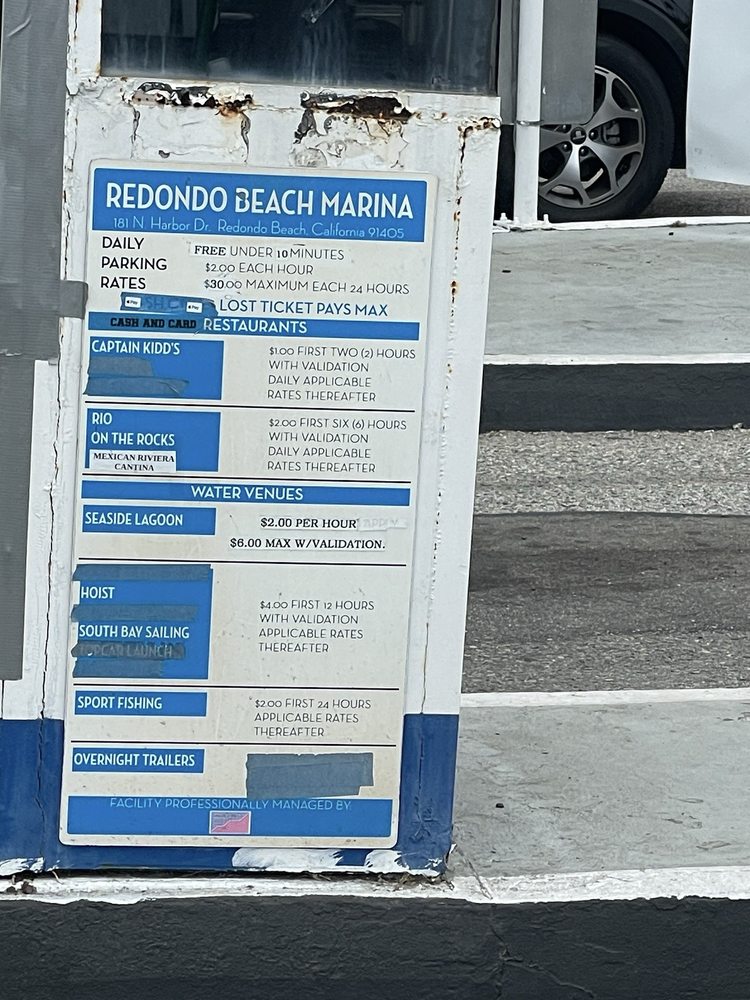 REDONDO BEACH MARINA
181 N. Harbor Dr. Redondo Beach, California 91405
DAILY PARKING RATES
FREE UNDER 10 MINUTES
$2.00 EACH HOUR
$30.00 MAXIMUM EACH 24 HOURS
Pay Pay LOST TICKET PAYS MAX
CASH AND CARD RESTAURANTS
CAPTAIN KIDD'S
$1.00 FIRST TWO (2) HOURS
WITH VALIDATION
DAILY APPLICABLE
RATES THEREAFTER
RIO
ON THE ROCKS
MEXICAN RIVIERA
CANTINA
$2.00 FIRST SIX (6) HOURS
WITH VALIDATION
DAILY APPLICABLE
RATES THEREAFTER
WATER VENUES
SEASIDE LAGOON
$2.00 PER HOUR APPLY
$6.00 MAX W/VALIDATION.
HOIST
SOUTH BAY SAILING
TOPCAR LAUNCH
$4.00 FIRST 12 HOURS
WITH VALIDATION
APPLICABLE RATES
THEREAFTER
SPORT FISHING
$2.00 FIRST 24 HOURS
APPLICABLE RATES
THEREAFTER
OVERNIGHT TRAILERS
FACILITY PROFESSIONALLY MANAGED BY: